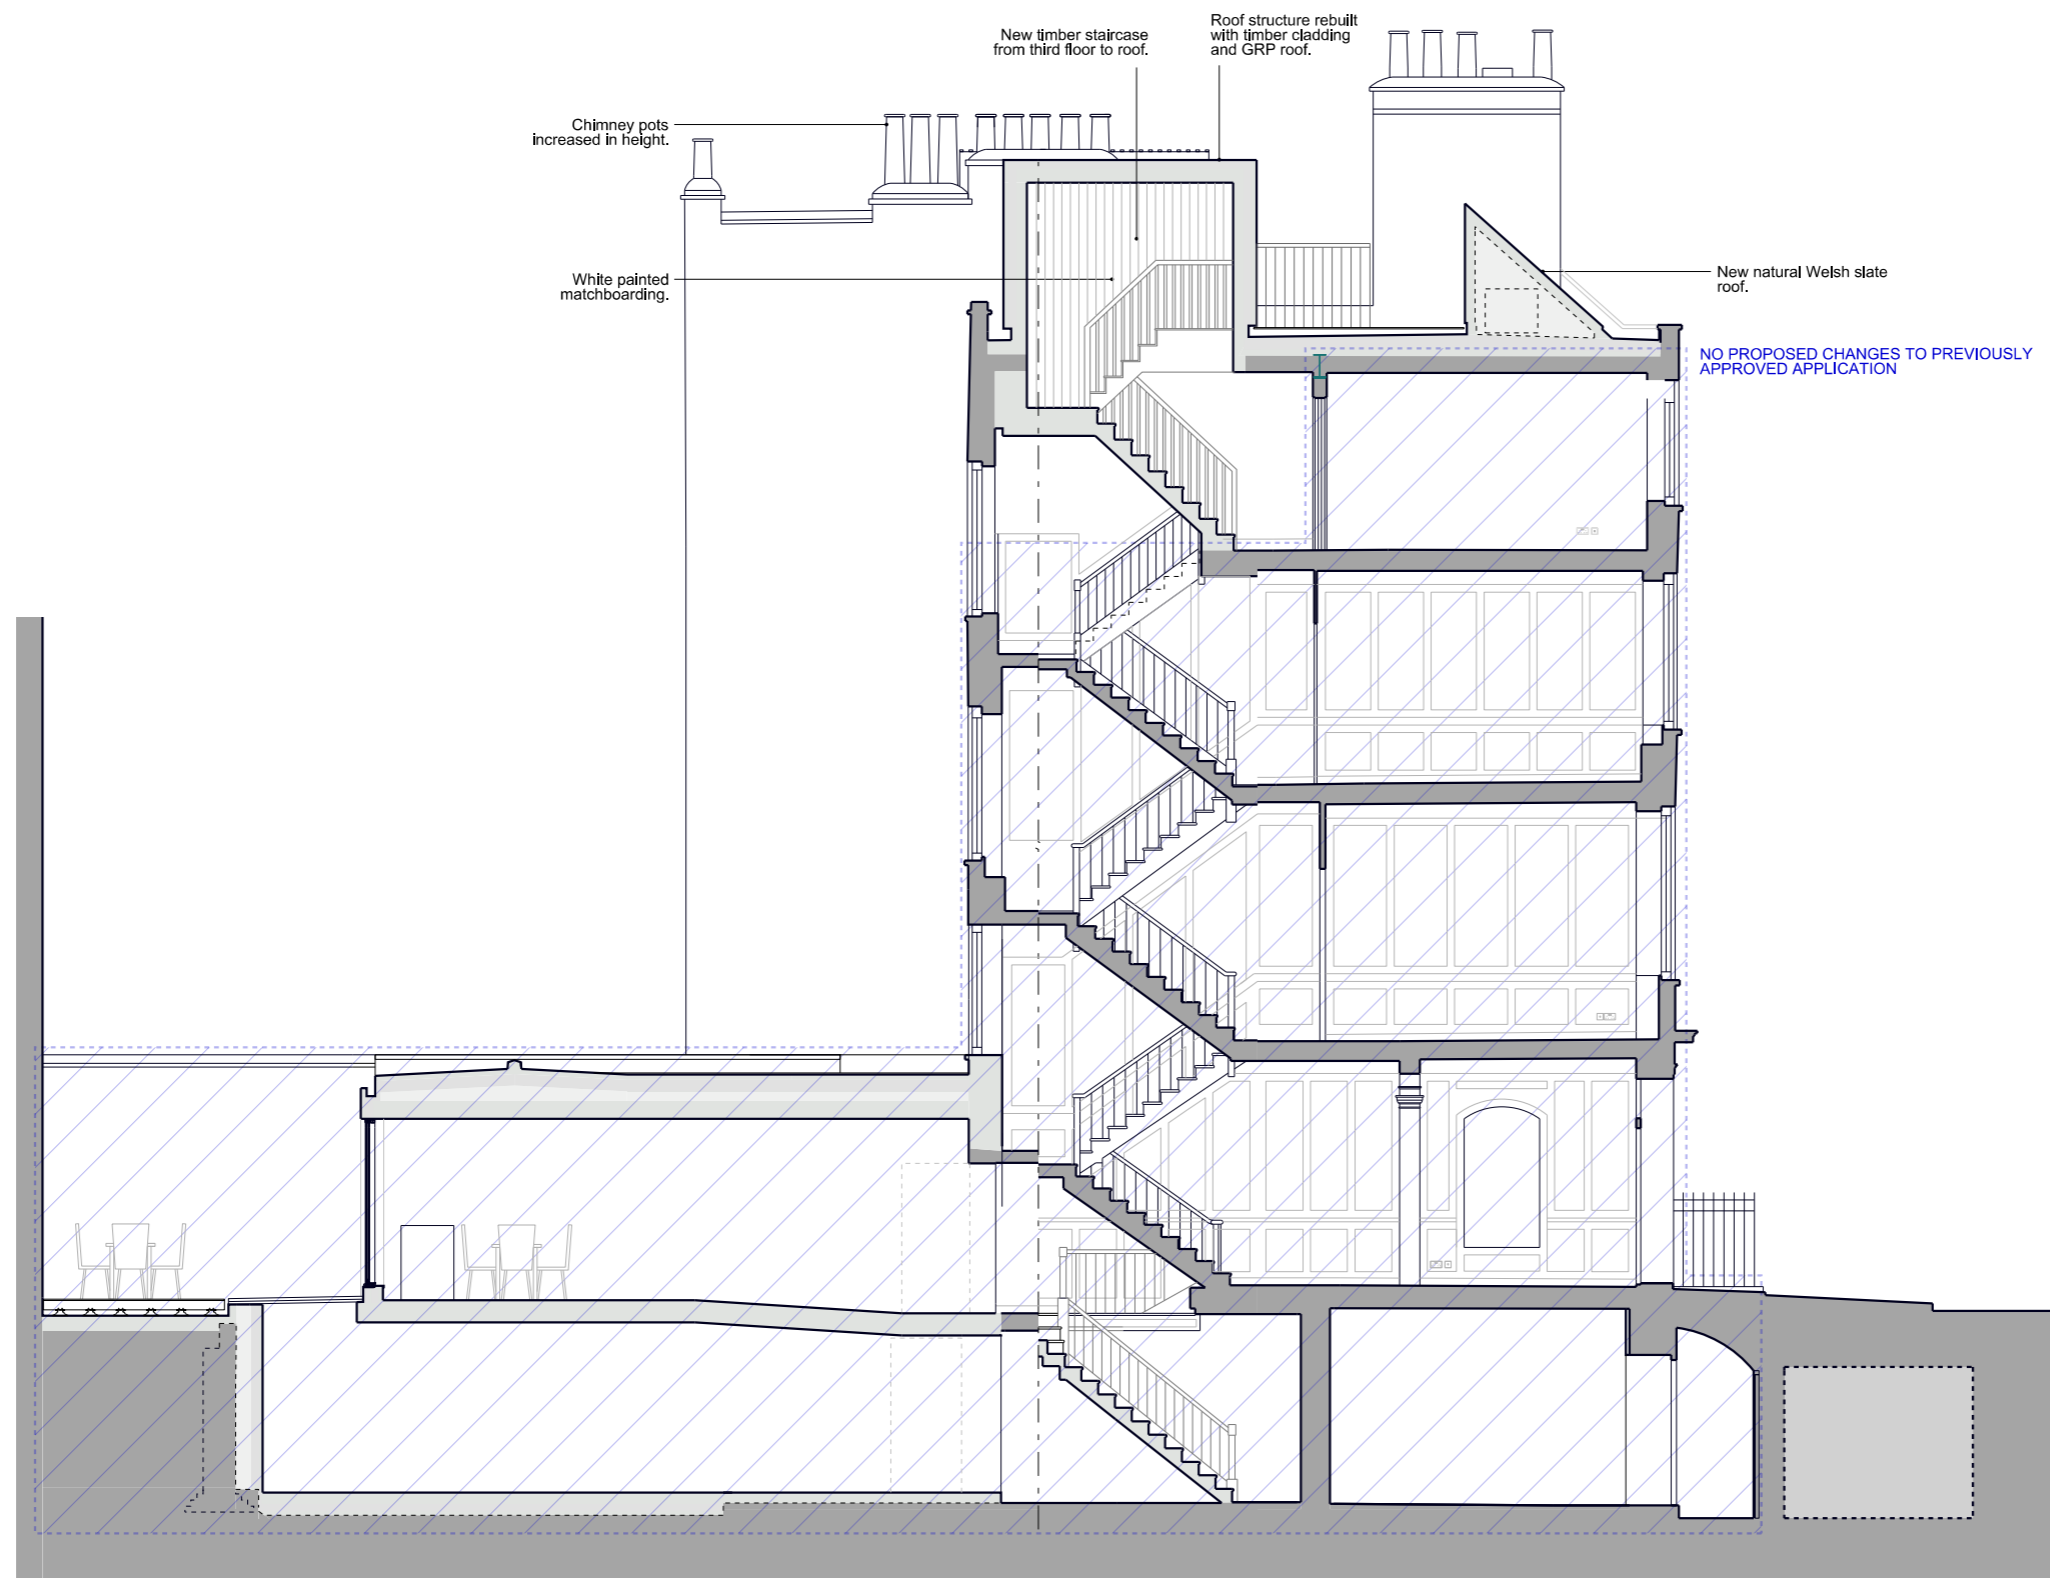 New timber staircase
from third floor to roof.
Roof structure rebuilt
with timber cladding
and GRP roof.
Chimney pots
increased in height.
White painted
matchboarding.
New natural Welsh slate
roof.
NO PROPOSED CHANGES TO PREVIOUSLY
APPROVED APPLICATION